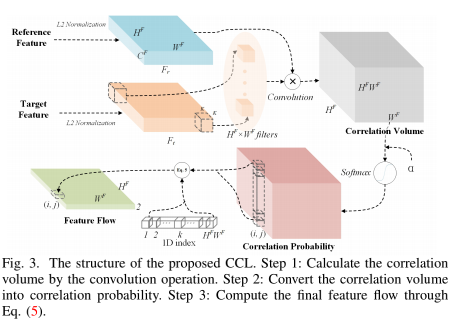 Reference
Feature
L2 Normalization
H^F
W^F
C^F
F_r
Convolution
H^F W^F
H^F
W^F
Correlation Volume
Target
Feature
L2 Normalization
K
K
F_t
H^F×W^F filters
Softmax
α
Eq. 5
(i, j)
W^F
H^F
2
Feature Flow
1 2 k H^F W^F
1D index
(i, j)
Correlation Probability
Fig. 3. The structure of the proposed CCL. Step 1: Calculate the correlation
volume by the convolution operation. Step 2: Convert the correlation volume
into correlation probability. Step 3: Compute the final feature flow through
Eq. (5).